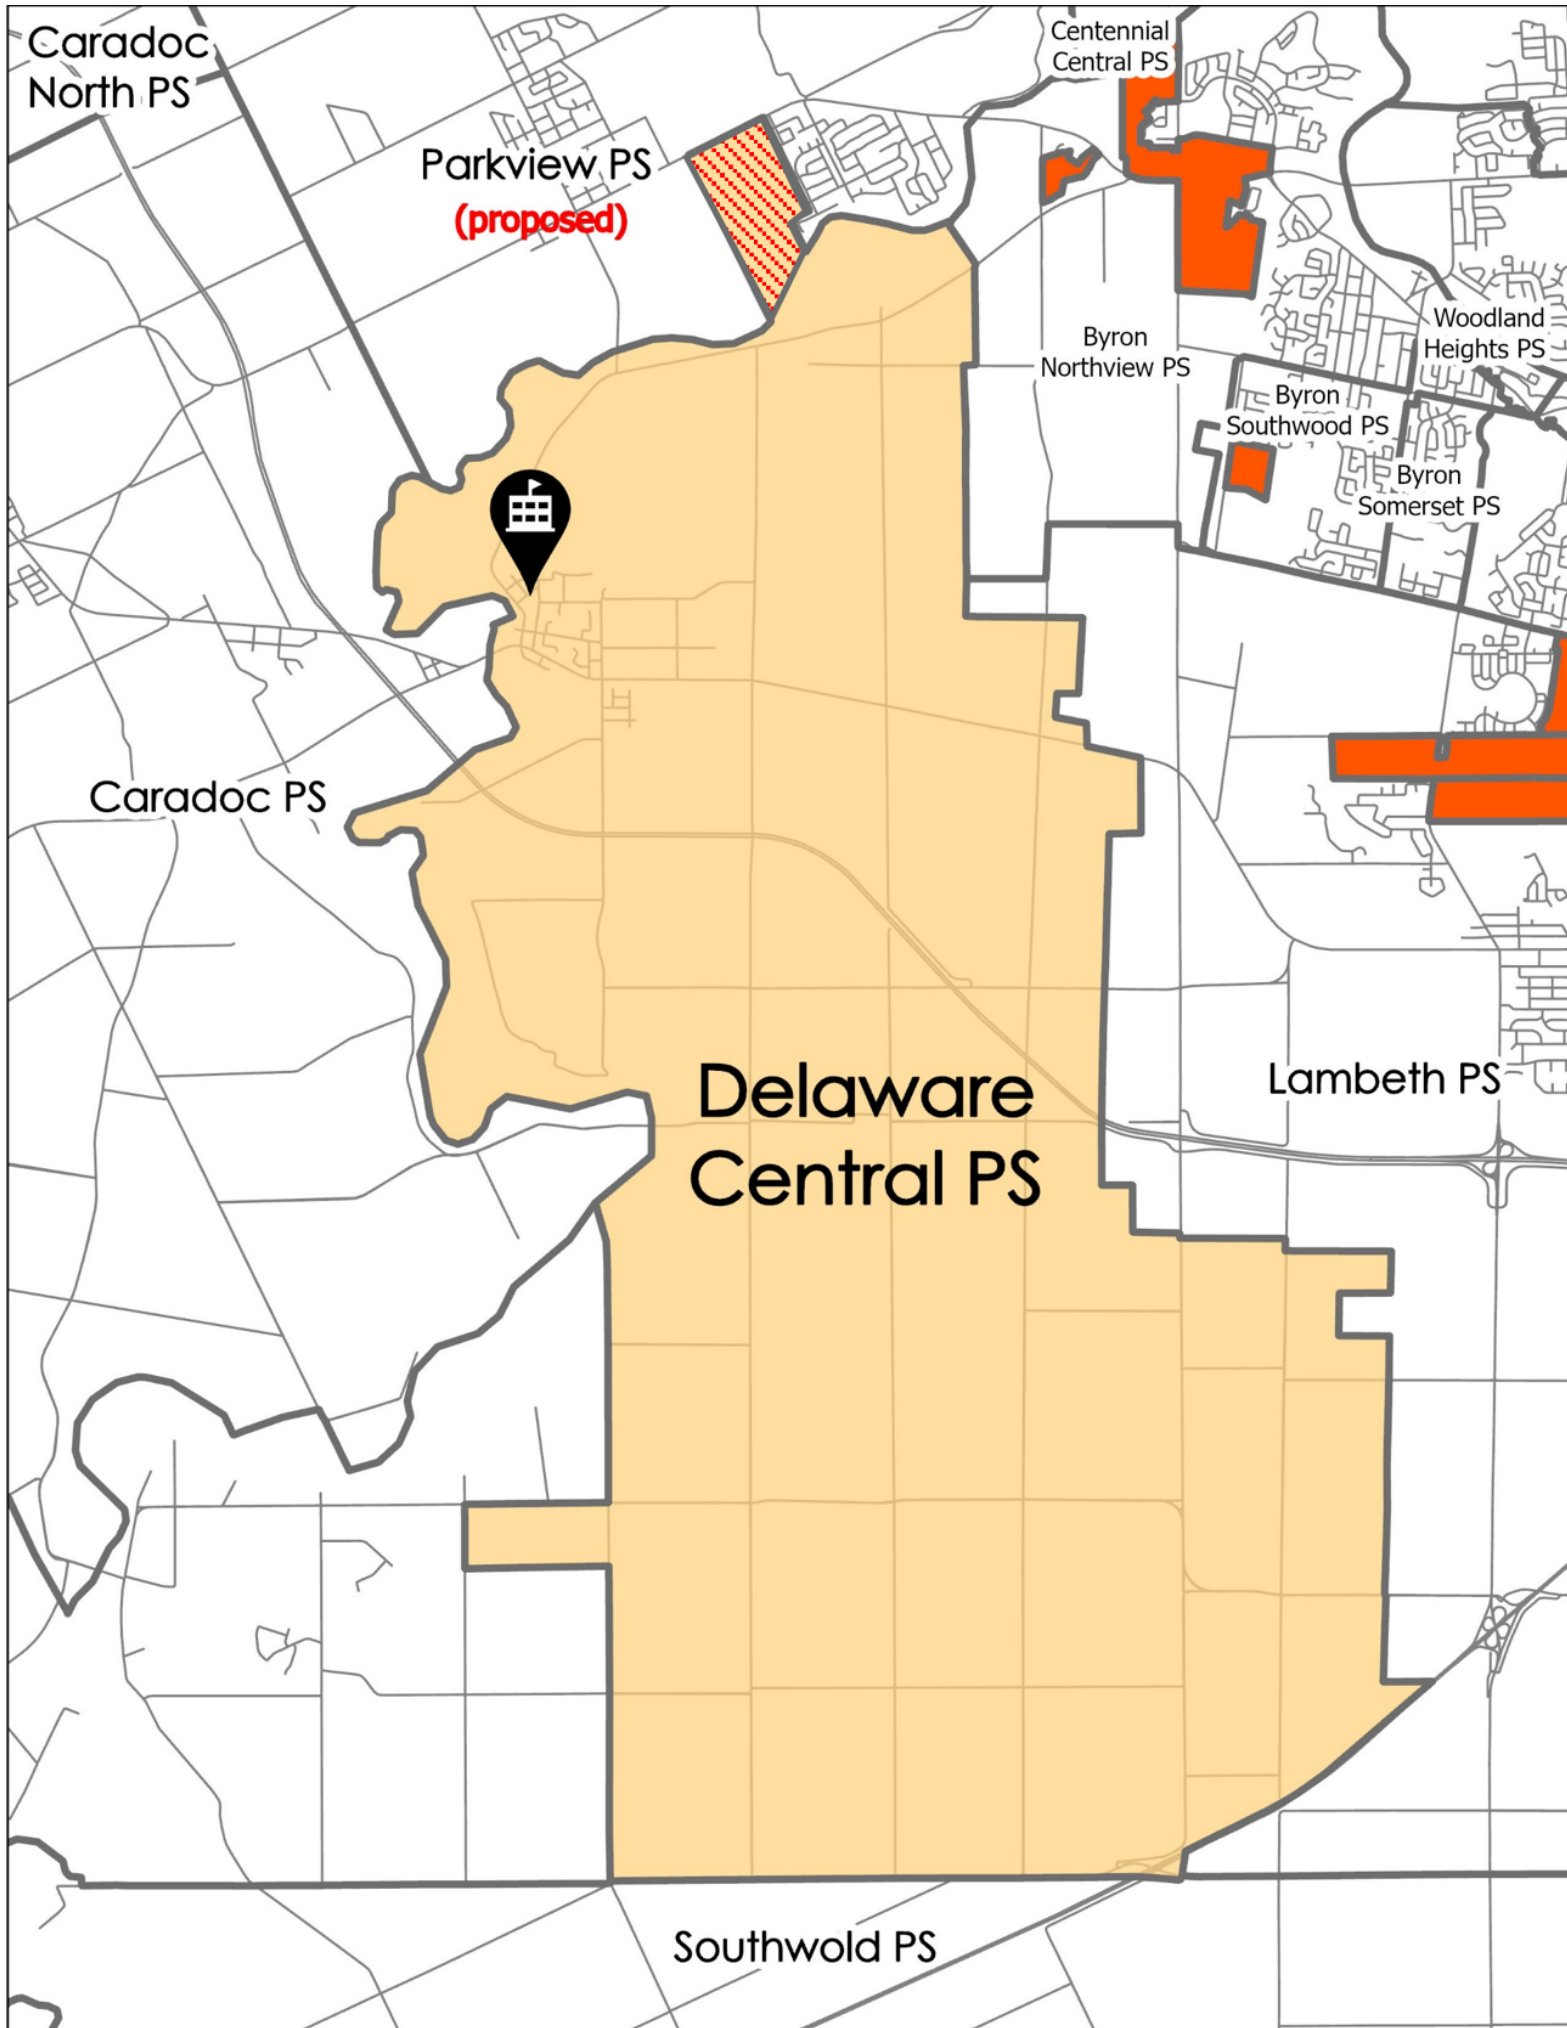 Caradoc
North PS
Centennial
Central PS
Parkview PS
(proposed)
Byron
Northview PS
Woodland
Heights PS
Byron
Southwood PS
Byron
Somerset PS
Caradoc PS
Delaware
Central PS
Lambeth PS
Southwold PS